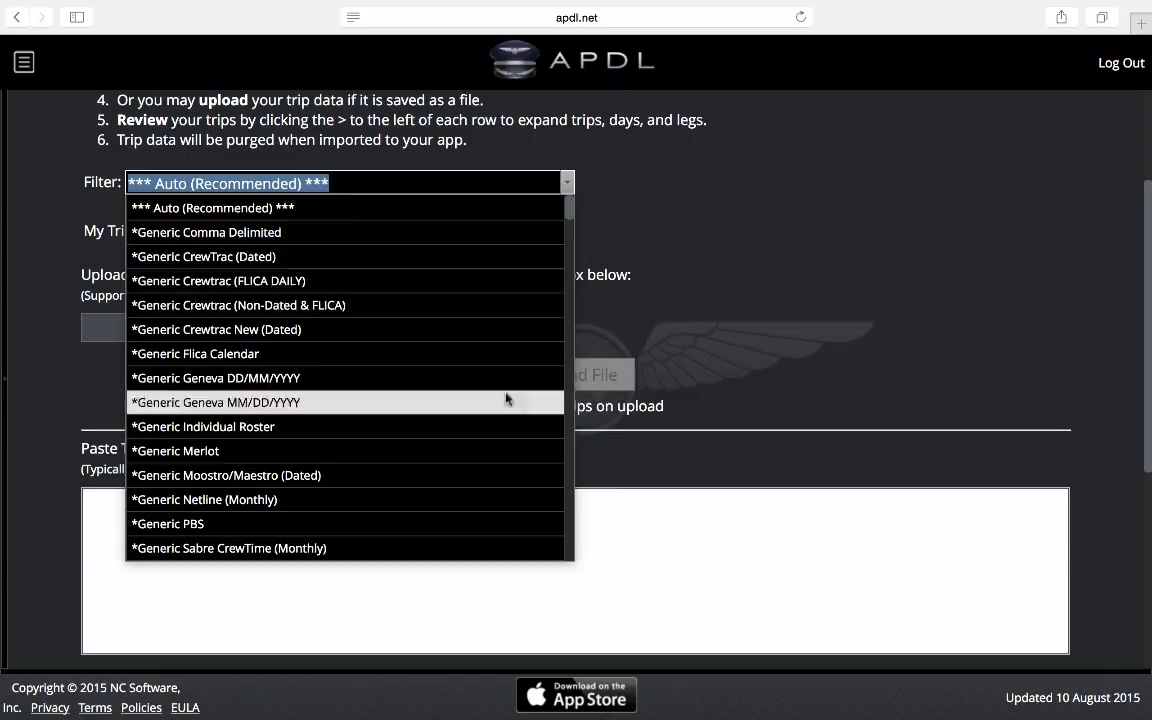 apdl.net
APDL
Log Out
4. Or you may upload your trip data if it is saved as a file.
5. Review your trips by clicking the > to the left of each row to expand trips, days, and legs.
6. Trip data will be purged when imported to your app.
Filter: *** Auto (Recommended) ***
*** Auto (Recommended) ***
My Tri
*Generic Comma Delimited
*Generic CrewTrac (Dated)
Uploa
x below:
*Generic Crewtrac (FLICA DAILY)
(Suppor
*Generic Crewtrac (Non-Dated & FLICA)
*Generic Crewtrac New (Dated)
*Generic Flica Calendar
*Generic Geneva DD/MM/YYYY
d File
*Generic Geneva MM/DD/YYYY
ips on upload
*Generic Individual Roster
*Generic Merlot
Paste T
(Typicall
*Generic Moostro/Maestro (Dated)
*Generic Netline (Monthly)
*Generic PBS
*Generic Sabre CrewTime (Monthly)
Copyright © 2015 NC Software,
Inc. Privacy Terms Policies EULA
Download on the
App Store
Updated 10 August 2015